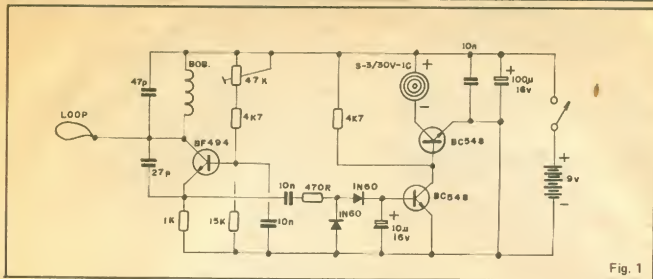 47p
BOB.
47K
S-3/30V-1C
10n
100µ
16v
4K7
4K7
LOOP
BF494
BC548
27p
10n
470R
1N60
BC548
9v
1K
15K
10n
1N60
10µ
16v
Fig. 1